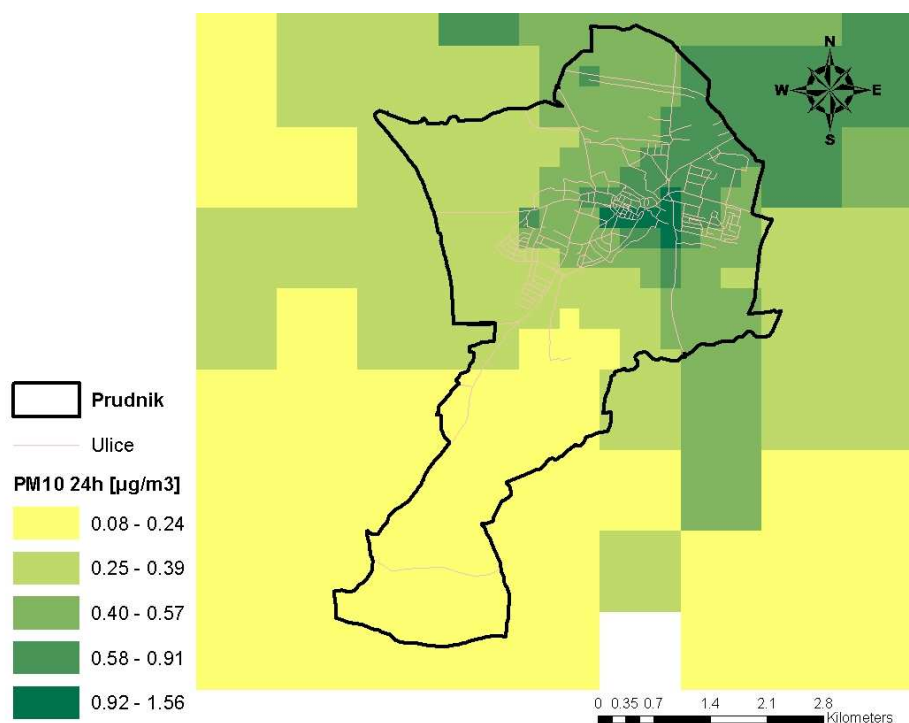 N
W E
S
Prudnik
Ulice
PM10 24h [µg/m3]
0.08 - 0.24
0.25 - 0.39
0.40 - 0.57
0.58 - 0.91
0.92 - 1.56
0 0.35 0.7 1.4 2.1 2.8
Kilometers